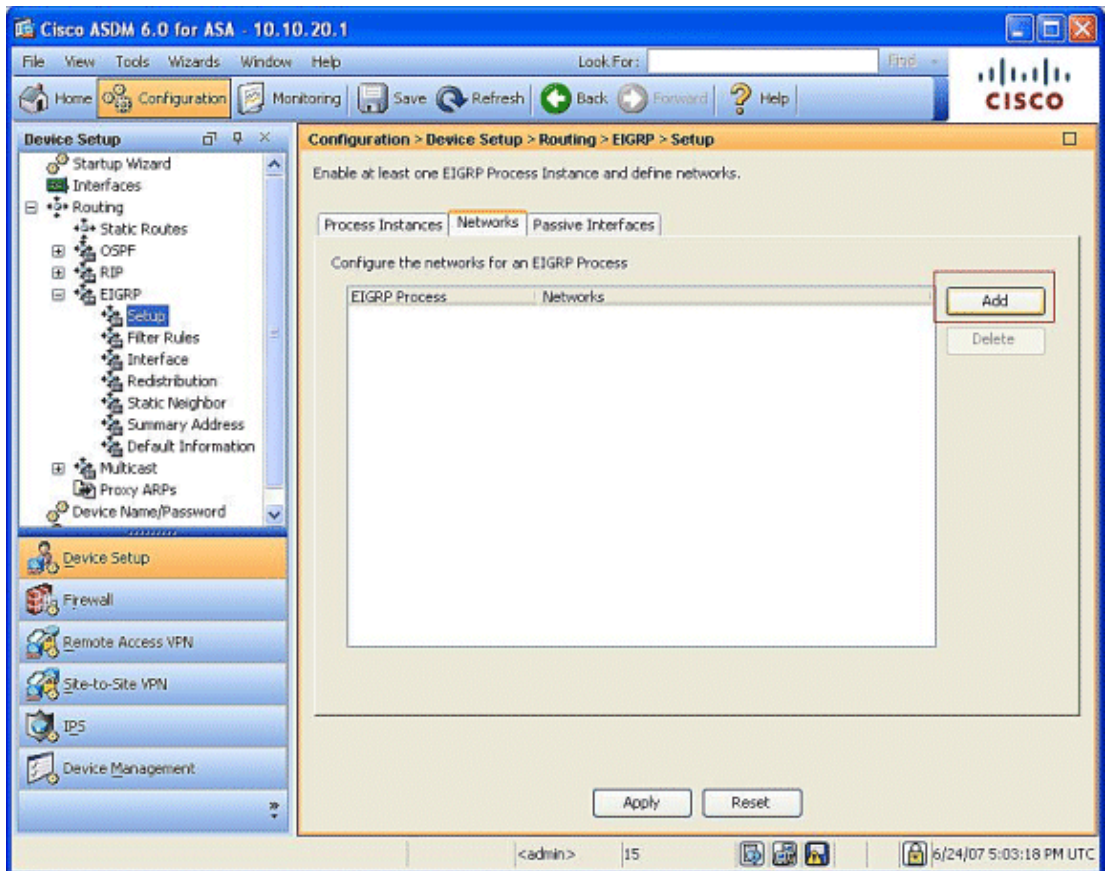 Cisco ASDM 6.0 for ASA - 10.10.20.1
File View Tools Wizards Window Help Look For: Find
Home Configuration Monitoring Save Refresh Back Forward Help
CISCO
Device Setup
Startup Wizard
Interfaces
Routing
Static Routes
OSPF
RIP
EIGRP
Setup
Filter Rules
Interface
Redistribution
Static Neighbor
Summary Address
Default Information
Multicast
Proxy ARPs
Device Name/Password
Device Setup
Firewall
Remote Access VPN
Site-to-Site VPN
IPS
Device Management
Configuration > Device Setup > Routing > EIGRP > Setup
Enable at least one EIGRP Process Instance and define networks.
Process Instances Networks Passive Interfaces
Configure the networks for an EIGRP Process
EIGRP Process Networks
Add
Delete
Apply Reset
<admin> 15 6/24/07 5:03:18 PM UTC